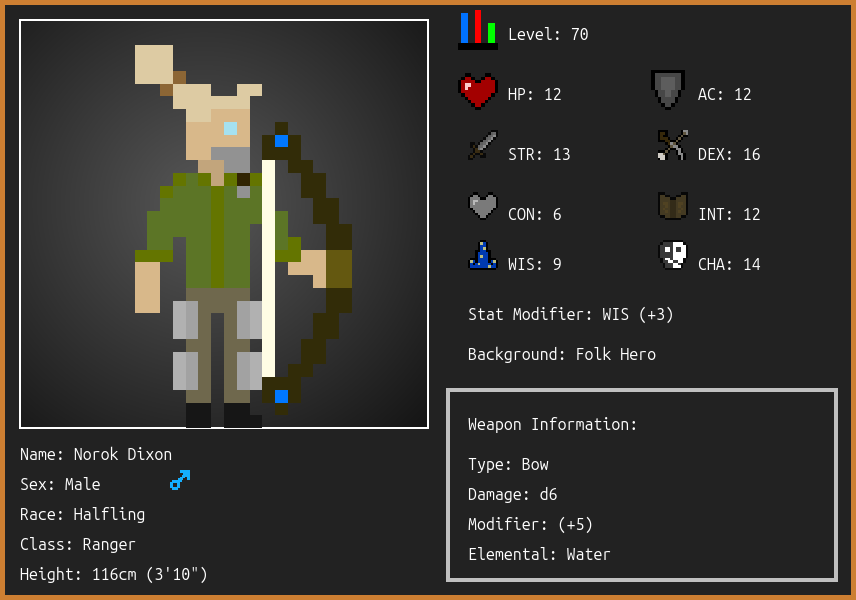 Level: 70
HP: 12
AC: 12
STR: 13
DEX: 16
CON: 6
INT: 12
WIS: 9
CHA: 14
Stat Modifier: WIS (+3)
Background: Folk Hero
Weapon Information:
Type: Bow
Damage: d6
Modifier: (+5)
Elemental: Water
Name: Norok Dixon
Sex: Male
Race: Halfling
Class: Ranger
Height: 116cm (3'10")